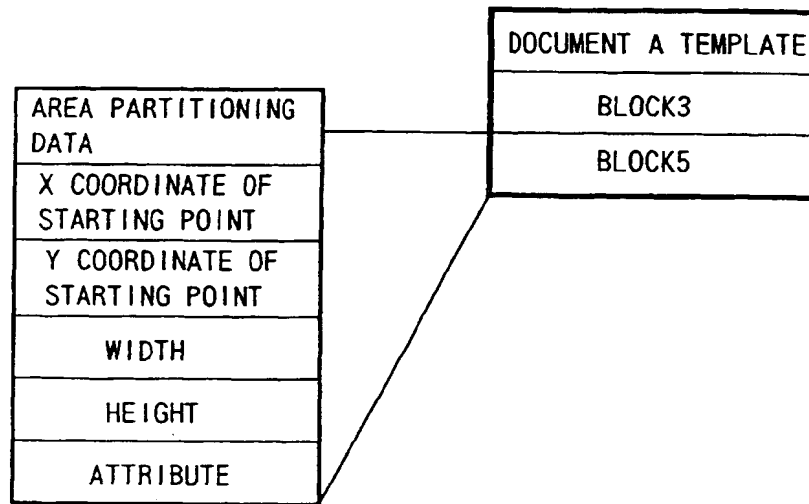 DOCUMENT A TEMPLATE
BLOCK3
BLOCK5
AREA PARTITIONING
DATA
X COORDINATE OF
STARTING POINT
Y COORDINATE OF
STARTING POINT
WIDTH
HEIGHT
ATTRIBUTE